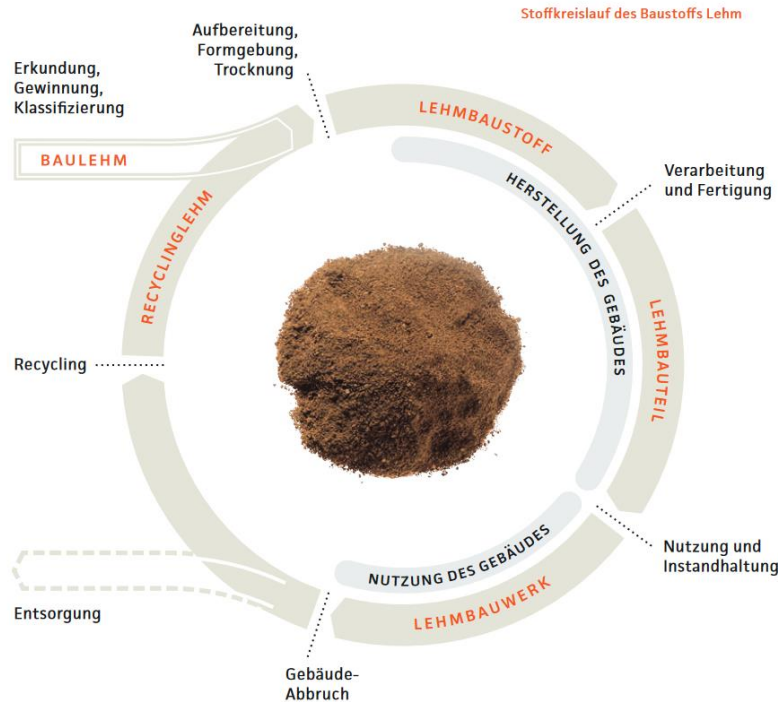 Stoffkreislauf des Baustoffs Lehm
Aufbereitung,
Formgebung,
Trocknung
Erkundung,
Gewinnung,
Klassifizierung
BAULEHM
LEHMBAUSTOFF
HERSTELLUNG DES GEBÄUDES
Verarbeitung
und Fertigung
LEHMBAUTEIL
RECYCLINGLEHM
Recycling
Nutzung und
Instandhaltung
NUTZUNG DES GEBÄUDES
LEHMBAUWERK
Entsorgung
Gebäude-
Abbruch